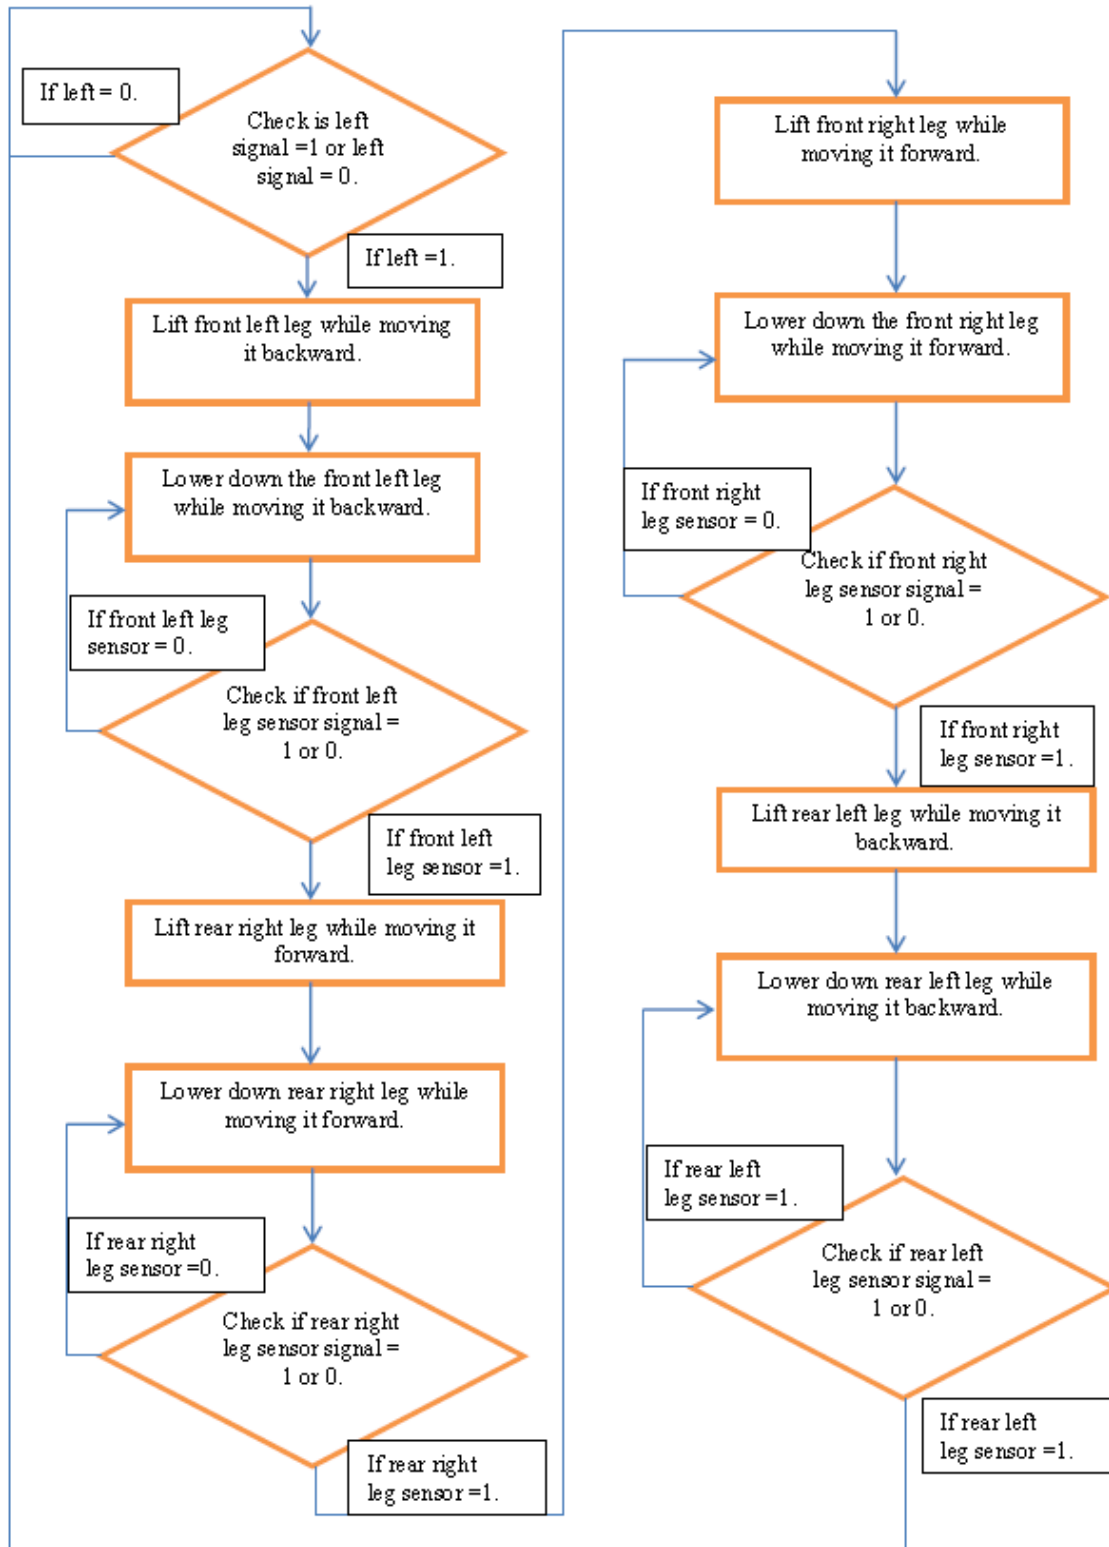 If left = 0.
Check is left
signal =1 or left
signal = 0.
If left =1.
Lift front left leg while moving
it backward.
Lower down the front left leg
while moving it backward.
If front left leg
sensor = 0.
Check if front left
leg sensor signal =
1 or 0.
If front left
leg sensor =1.
Lift rear right leg while moving it
forward.
Lower down rear right leg while
moving it forward.
If rear right
leg sensor =0.
Check if rear right
leg sensor signal =
1 or 0.
If rear right
leg sensor =1.
Lift front right leg while
moving it forward.
Lower down the front right leg
while moving it forward.
If front right
leg sensor = 0.
Check if front right
leg sensor signal =
1 or 0.
If front right
leg sensor =1.
Lift rear left leg while moving it
backward.
Lower down rear left leg while
moving it backward.
If rear left
leg sensor =1.
Check if rear left
leg sensor signal =
1 or 0.
If rear left
leg sensor =1.